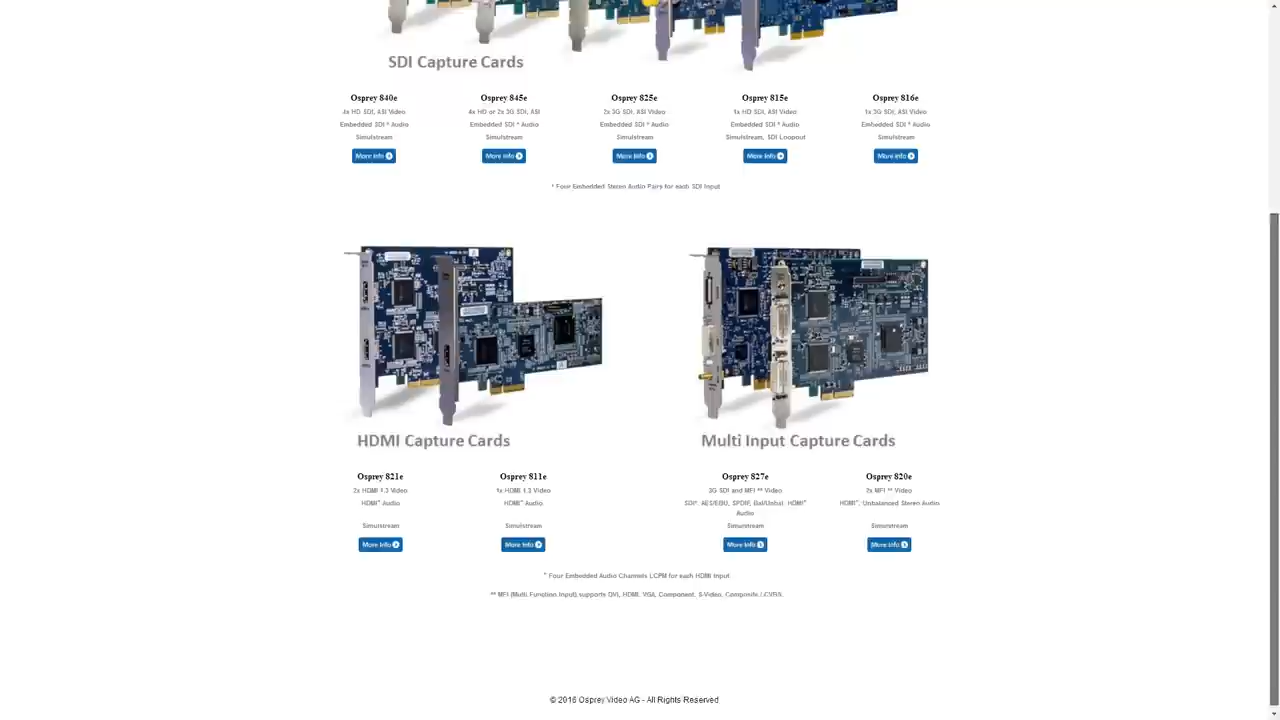 SDI Capture Cards
Osprey 840e
4x HD SDI, ASI Video
Embedded SDI * Audio
Simulstream
More Info
Osprey 845e
4x HD or 2x 3G SDI, ASI
Embedded SDI * Audio
Simulstream
More Info
Osprey 825e
2x 3G SDI, ASI Video
Embedded SDI * Audio
Simulstream
More Info
Osprey 815e
1x HD SDI, ASI Video
Embedded SDI * Audio
Simulstream, SDI Loopout
More Info
Osprey 816e
1x 3G SDI, ASI Video
Embedded SDI * Audio
Simulstream
More Info
* Four Embedded Stereo Audio Pairs for each SDI Input
HDMI Capture Cards
Osprey 821e
2x HDMI 1.3 Video
HDMI* Audio
Simulstream
More Info
Osprey 811e
1x HDMI 1.3 Video
HDMI* Audio
Simulstream
More Info
Multi Input Capture Cards
Osprey 827e
3G SDI and MFI ** Video
SDI*, AES/EBU, SPDIF, Bal/Unbal, HDMI*
Audio
Simulstream
More Info
Osprey 820e
2x MFI ** Video
HDMI*, Unbalanced Stereo Audio
Simulstream
More Info
* Four Embedded Audio Channels LCPM for each HDMI Input
** MFI (Multi Function Input) supports DVI, HDMI, VGA, Component, S-Video, Composite / CVBS.
© 2016 Osprey Video AG - All Rights Reserved